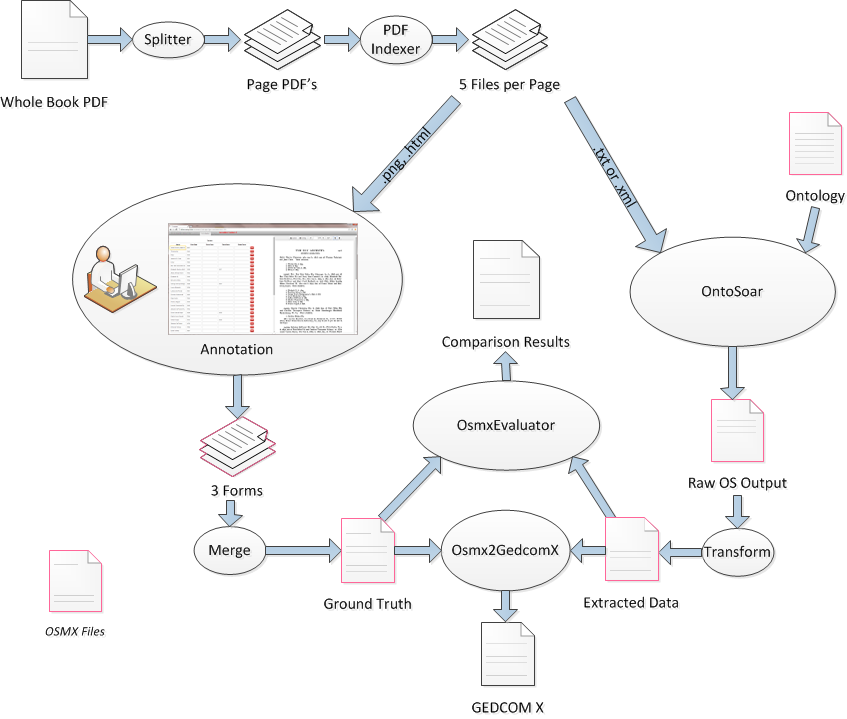 Splitter
PDF
Indexer
Whole Book PDF
Page PDF's
5 Files per Page
.png, .html
.txt or .xml
Ontology
OntoSoar
Annotation
Comparison Results
OsmxEvaluator
3 Forms
Raw OS Output
Merge
Osmx2GedcomX
Transform
Ground Truth
Extracted Data
OSMX Files
GEDCOM X